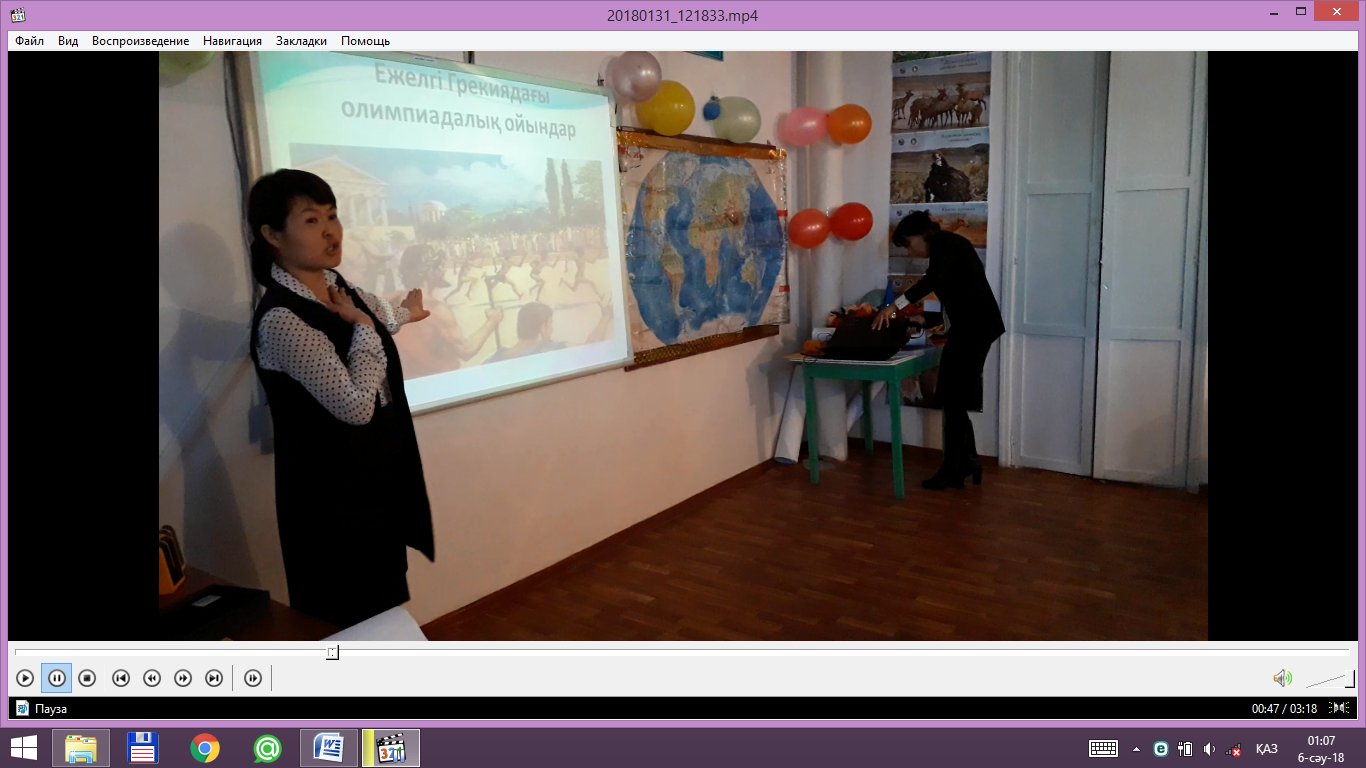 20180131_121833.mp4
Файл Вид Воспроизведение Навигация Закладки Помощь
Ежелгі Грекиядағы
олимпиадалық ойындар
Пауза
00:47 / 03:18
ҚАЗ
01:07
6-сәу-18